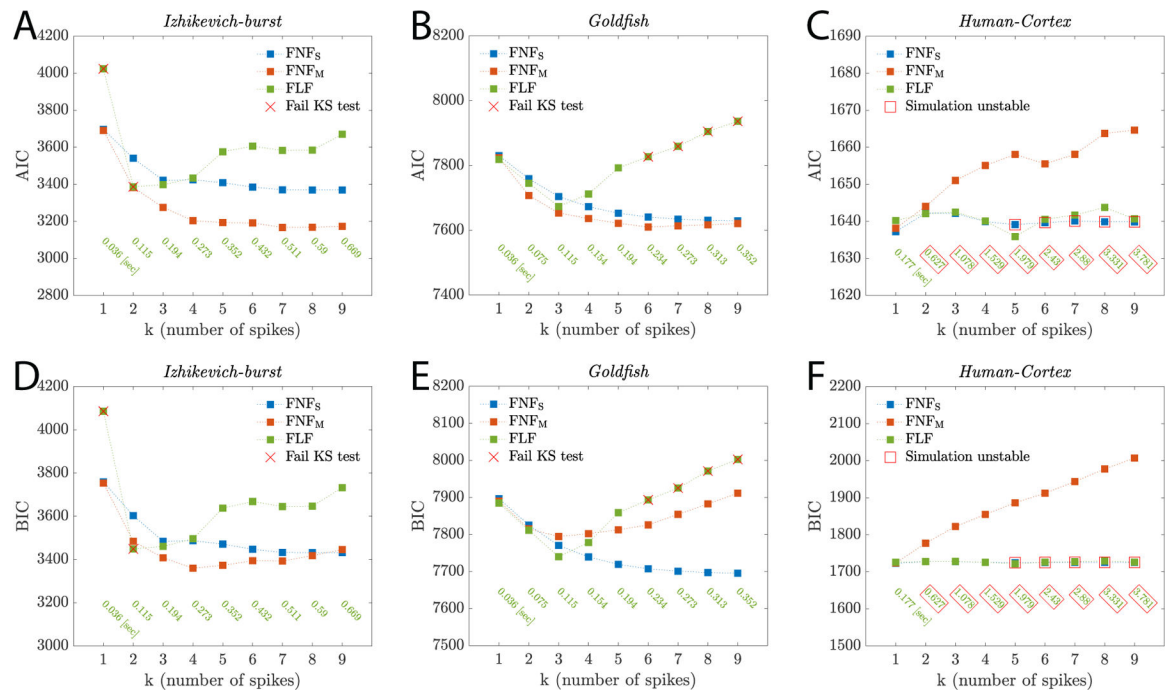 A
Izhikevich-burst
4200
4000
3800
3600
3400
3200
3000
2800
AIC
FNFS
FNFM
FLF
Fail KS test
0.036 [sec]
0.115
0.194
0.273
0.352
0.432
0.511
0.59
0.669
1 2 3 4 5 6 7 8 9
k (number of spikes)
B
Goldfish
8200
8000
7800
7600
7400
AIC
FNFS
FNFM
FLF
Fail KS test
0.036 [sec]
0.075
0.115
0.154
0.194
0.234
0.273
0.313
0.352
1 2 3 4 5 6 7 8 9
k (number of spikes)
C
Human-Cortex
1690
1680
1670
1660
1650
1640
1630
1620
AIC
FNFS
FNFM
FLF
Simulation unstable
0.177 [sec]
0.627
1.078
1.529
1.979
2.43
2.88
3.331
3.781
1 2 3 4 5 6 7 8 9
k (number of spikes)
D
Izhikevich-burst
4200
4000
3800
3600
3400
3200
3000
BIC
FNFS
FNFM
FLF
Fail KS test
0.036 [sec]
0.115
0.194
0.273
0.352
0.432
0.511
0.59
0.669
1 2 3 4 5 6 7 8 9
k (number of spikes)
E
Goldfish
8200
8100
8000
7900
7800
7700
7600
7500
BIC
FNFS
FNFM
FLF
Fail KS test
0.036 [sec]
0.075
0.115
0.154
0.194
0.234
0.273
0.313
0.352
1 2 3 4 5 6 7 8 9
k (number of spikes)
F
Human-Cortex
2200
2100
2000
1900
1800
1700
1600
1500
BIC
FNFS
FNFM
FLF
Simulation unstable
0.177 [sec]
0.627
1.078
1.529
1.979
2.43
2.88
3.331
3.781
1 2 3 4 5 6 7 8 9
k (number of spikes)